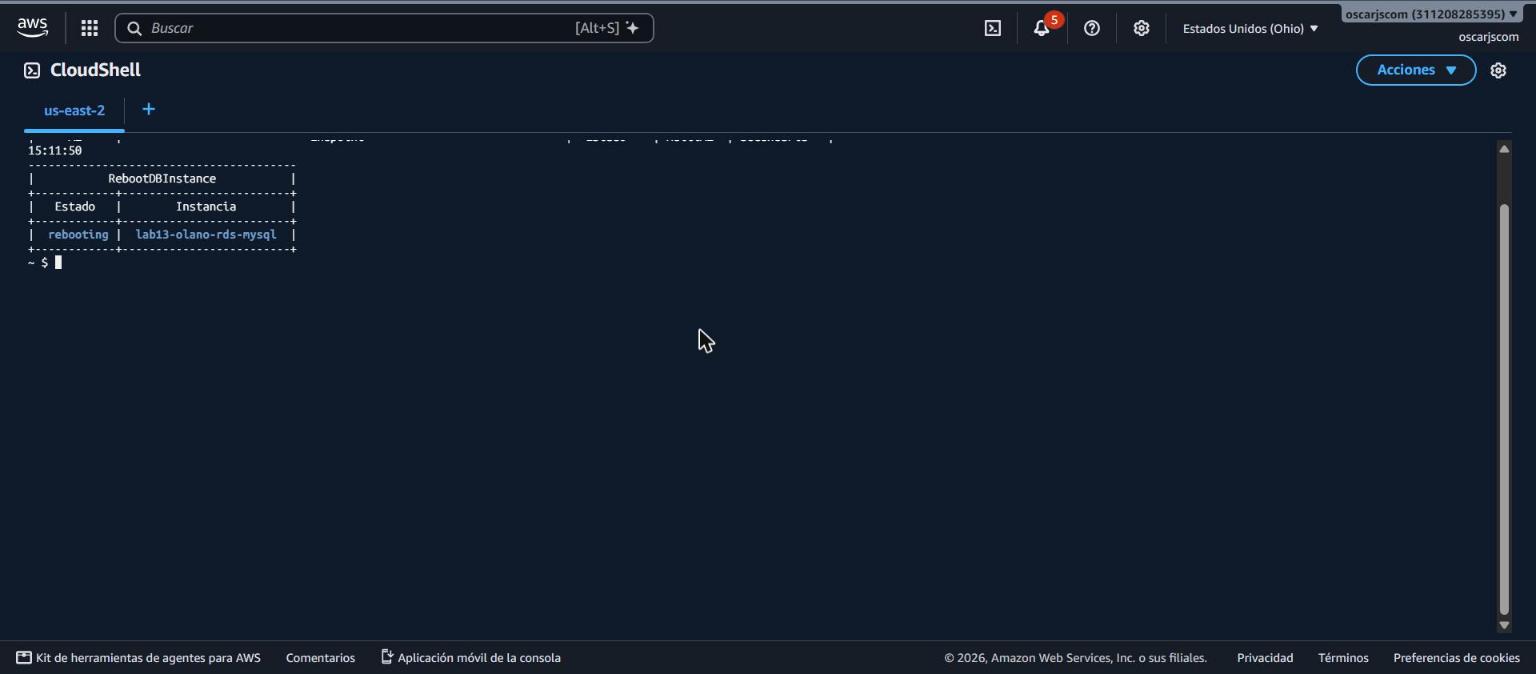 aws
Buscar [Alt+S]
5
Estados Unidos (Ohio) ▼
oscarjscom (311208285395) ▼
oscarjscom
CloudShell
Acciones ▼
us-east-2 +
15:11:50
----------------------------------------
| RebootDBInstance |
+------------+-------------------------+
| Estado | Instancia |
+------------+-------------------------+
| rebooting | lab13-olano-rds-mysql |
+------------+-------------------------+
~ $
Kit de herramientas de agentes para AWS Comentarios Aplicación móvil de la consola © 2026, Amazon Web Services, Inc. o sus filiales. Privacidad Términos Preferencias de cookies